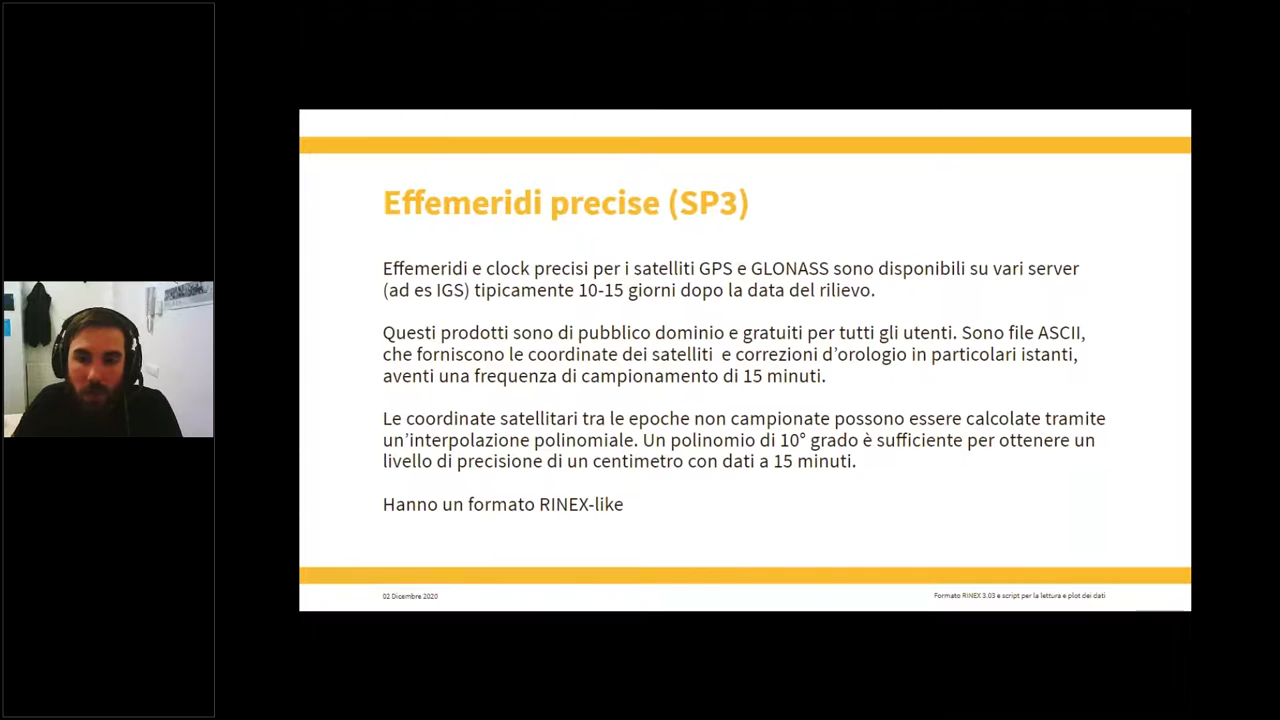 Effemeridi precise (SP3)
Effemeridi e clock precisi per i satelliti GPS e GLONASS sono disponibili su vari server
(ad es IGS) tipicamente 10-15 giorni dopo la data del rilievo.
Questi prodotti sono di pubblico dominio e gratuiti per tutti gli utenti. Sono file ASCII,
che forniscono le coordinate dei satelliti e correzioni d’orologio in particolari istanti,
aventi una frequenza di campionamento di 15 minuti.
Le coordinate satellitari tra le epoche non campionate possono essere calcolate tramite
un’interpolazione polinomiale. Un polinomio di 10° grado è sufficiente per ottenere un
livello di precisione di un centimetro con dati a 15 minuti.
Hanno un formato RINEX-like
02 Dicembre 2020
Formato RINEX 3.03 e script per la lettura e plot dei dati